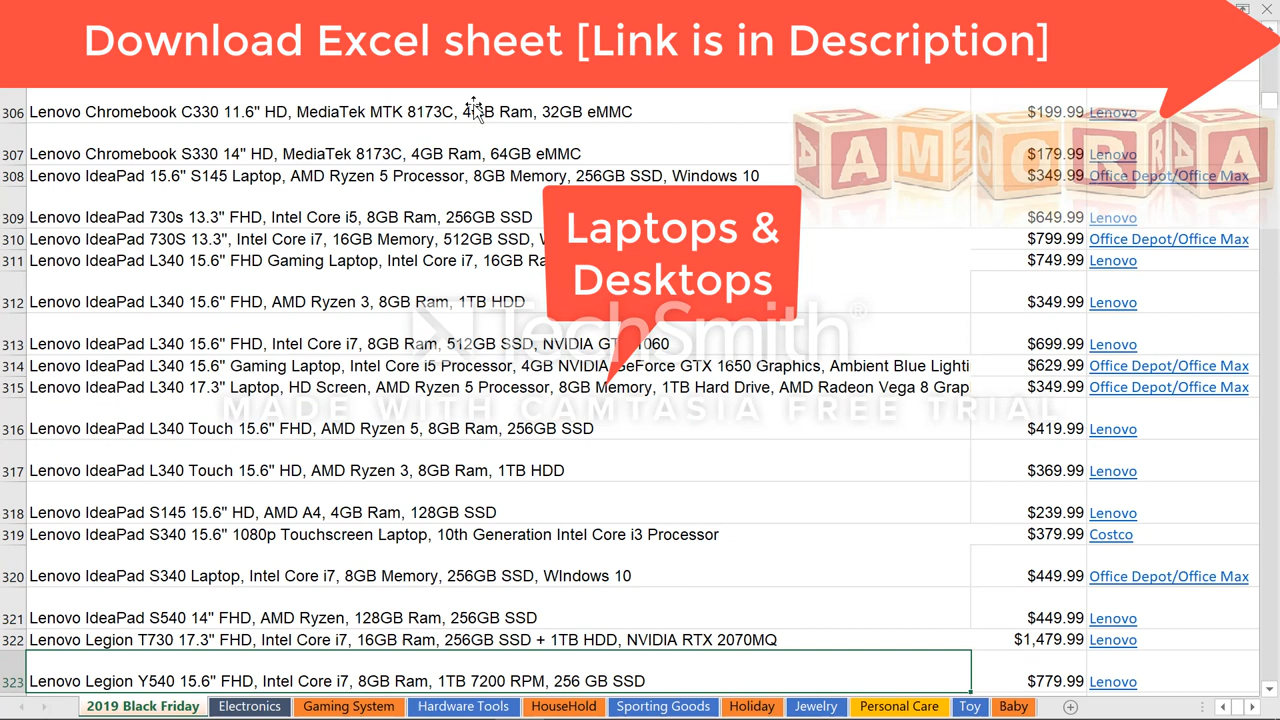 Download Excel sheet [Link is in Description]
306 Lenovo Chromebook C330 11.6" HD, MediaTek MTK 8173C, 4GB Ram, 32GB eMMC $199.99 Lenovo
307 Lenovo Chromebook S330 14" HD, MediaTek 8173C, 4GB Ram, 64GB eMMC $179.99 Lenovo
AMSCRA
308 Lenovo IdeaPad 15.6" S145 Laptop, AMD Ryzen 5 Processor, 8GB Memory, 256GB SSD, Windows 10 $349.99 Office Depot/Office Max
309 Lenovo IdeaPad 730s 13.3" FHD, Intel Core i5, 8GB Ram, 256GB SSD $649.99 Lenovo
Laptops &
Desktops
310 Lenovo IdeaPad 730S 13.3", Intel Core i7, 16GB Memory, 512GB SSD, $799.99 Office Depot/Office Max
311 Lenovo IdeaPad L340 15.6" FHD Gaming Laptop, Intel Core i7, 16GB $749.99 Lenovo
312 Lenovo IdeaPad L340 15.6" FHD, AMD Ryzen 3, 8GB Ram, 1TB HDD $349.99 Lenovo
TechSmith®
313 Lenovo IdeaPad L340 15.6" FHD, Intel Core i7, 8GB Ram, 512GB SSD, NVIDIA 1060 $699.99 Lenovo
314 Lenovo IdeaPad L340 15.6" Gaming Laptop, Intel Core i5 Processor, 4GB NVIDIA GeForce GTX 1650 Graphics, Ambient Blue Lighti $629.99 Office Depot/Office Max
315 Lenovo IdeaPad L340 17.3" Laptop, HD Screen, AMD Ryzen 5 Processor, 8GB Memory, 1TB Hard Drive, AMD Radeon Vega 8 Grap $349.99 Office Depot/Office Max
MADE WITH CAMTASIA FREE TRIAL
316 Lenovo IdeaPad L340 Touch 15.6" FHD, AMD Ryzen 5, 8GB Ram, 256GB SSD $419.99 Lenovo
317 Lenovo IdeaPad L340 Touch 15.6" HD, AMD Ryzen 3, 8GB Ram, 1TB HDD $369.99 Lenovo
318 Lenovo IdeaPad S145 15.6" HD, AMD A4, 4GB Ram, 128GB SSD $239.99 Lenovo
319 Lenovo IdeaPad S340 15.6" 1080p Touchscreen Laptop, 10th Generation Intel Core i3 Processor $379.99 Costco
320 Lenovo IdeaPad S340 Laptop, Intel Core i7, 8GB Memory, 256GB SSD, WIndows 10 $449.99 Office Depot/Office Max
321 Lenovo IdeaPad S540 14" FHD, AMD Ryzen, 128GB Ram, 256GB SSD $449.99 Lenovo
322 Lenovo Legion T730 17.3" FHD, Intel Core i7, 16GB Ram, 256GB SSD + 1TB HDD, NVIDIA RTX 2070MQ $1,479.99 Lenovo
323 Lenovo Legion Y540 15.6" FHD, Intel Core i7, 8GB Ram, 1TB 7200 RPM, 256 GB SSD $779.99 Lenovo
2019 Black Friday Electronics Gaming System Hardware Tools HouseHold Sporting Goods Holiday Jewelry Personal Care Toy Baby